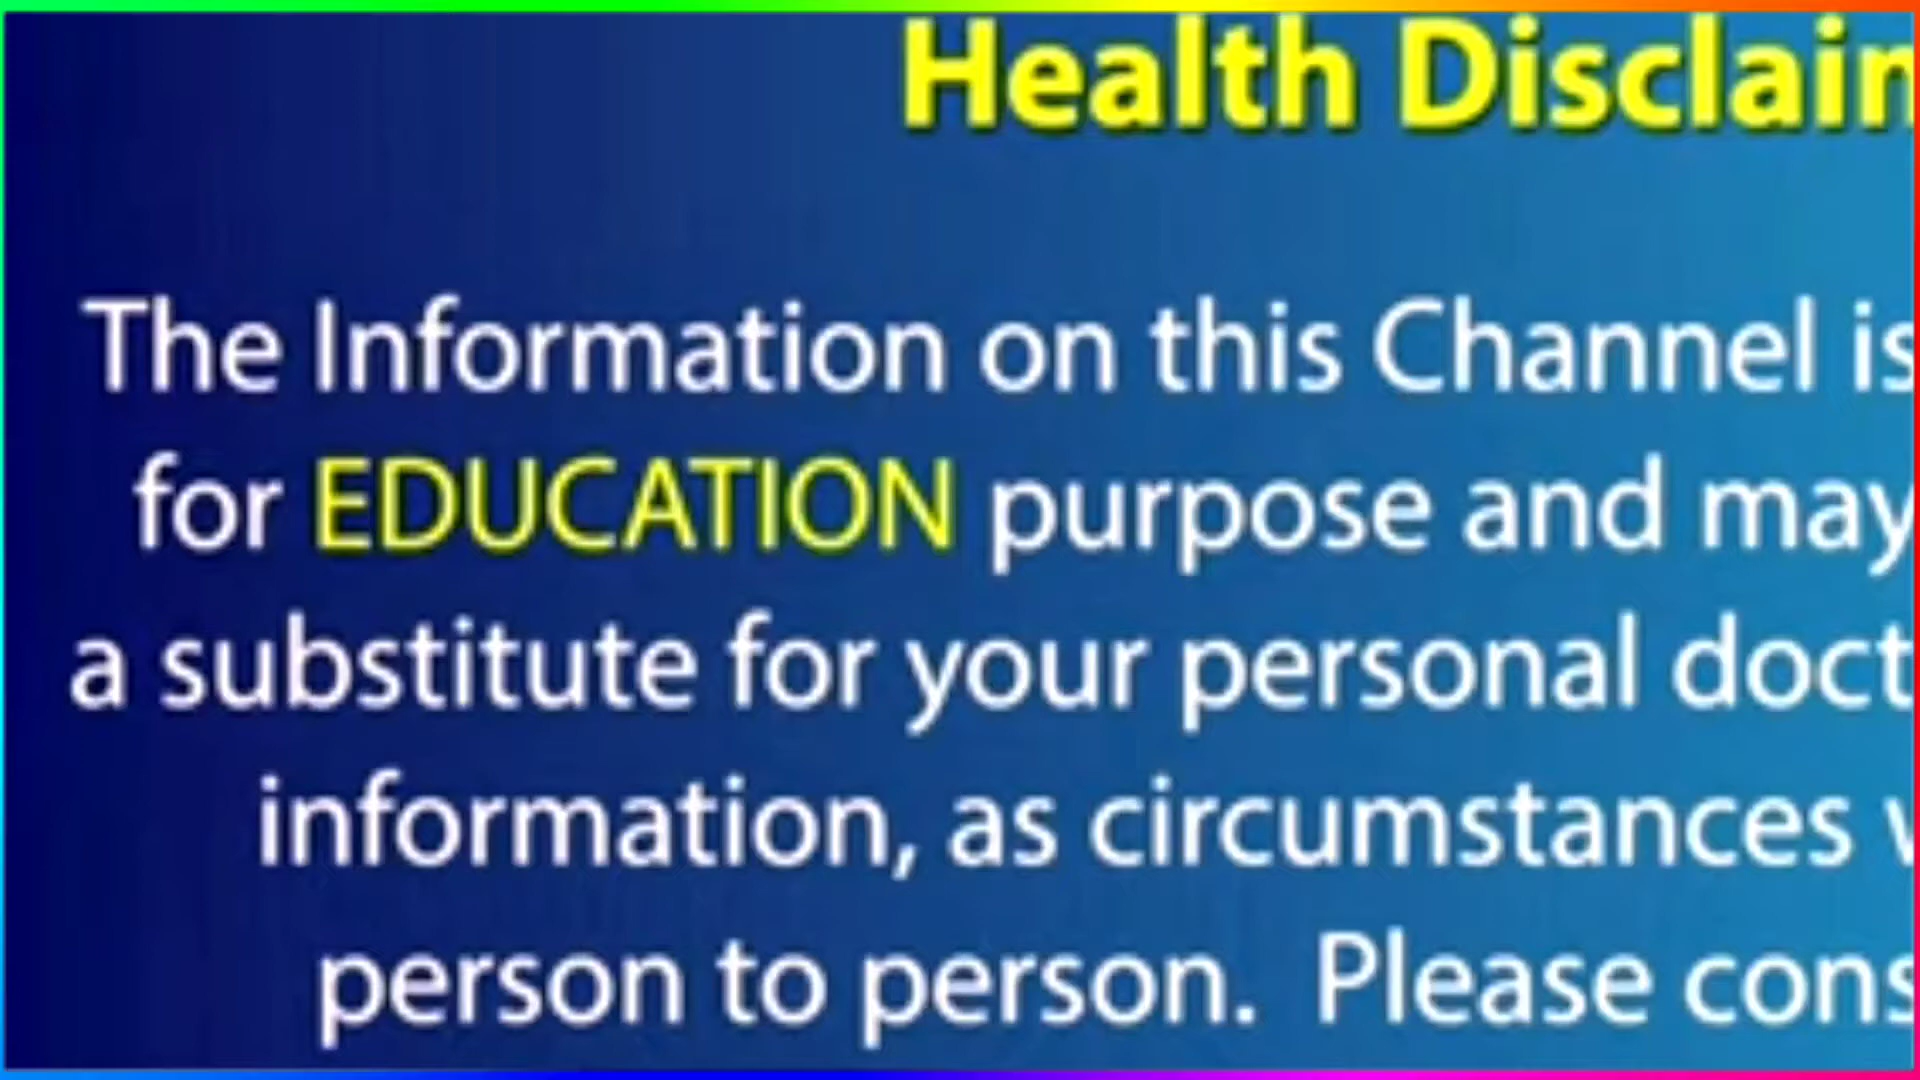 Health Disclaim
The Information on this Channel is
for EDUCATION purpose and may
a substitute for your personal doct
information, as circumstances
person to person. Please cons